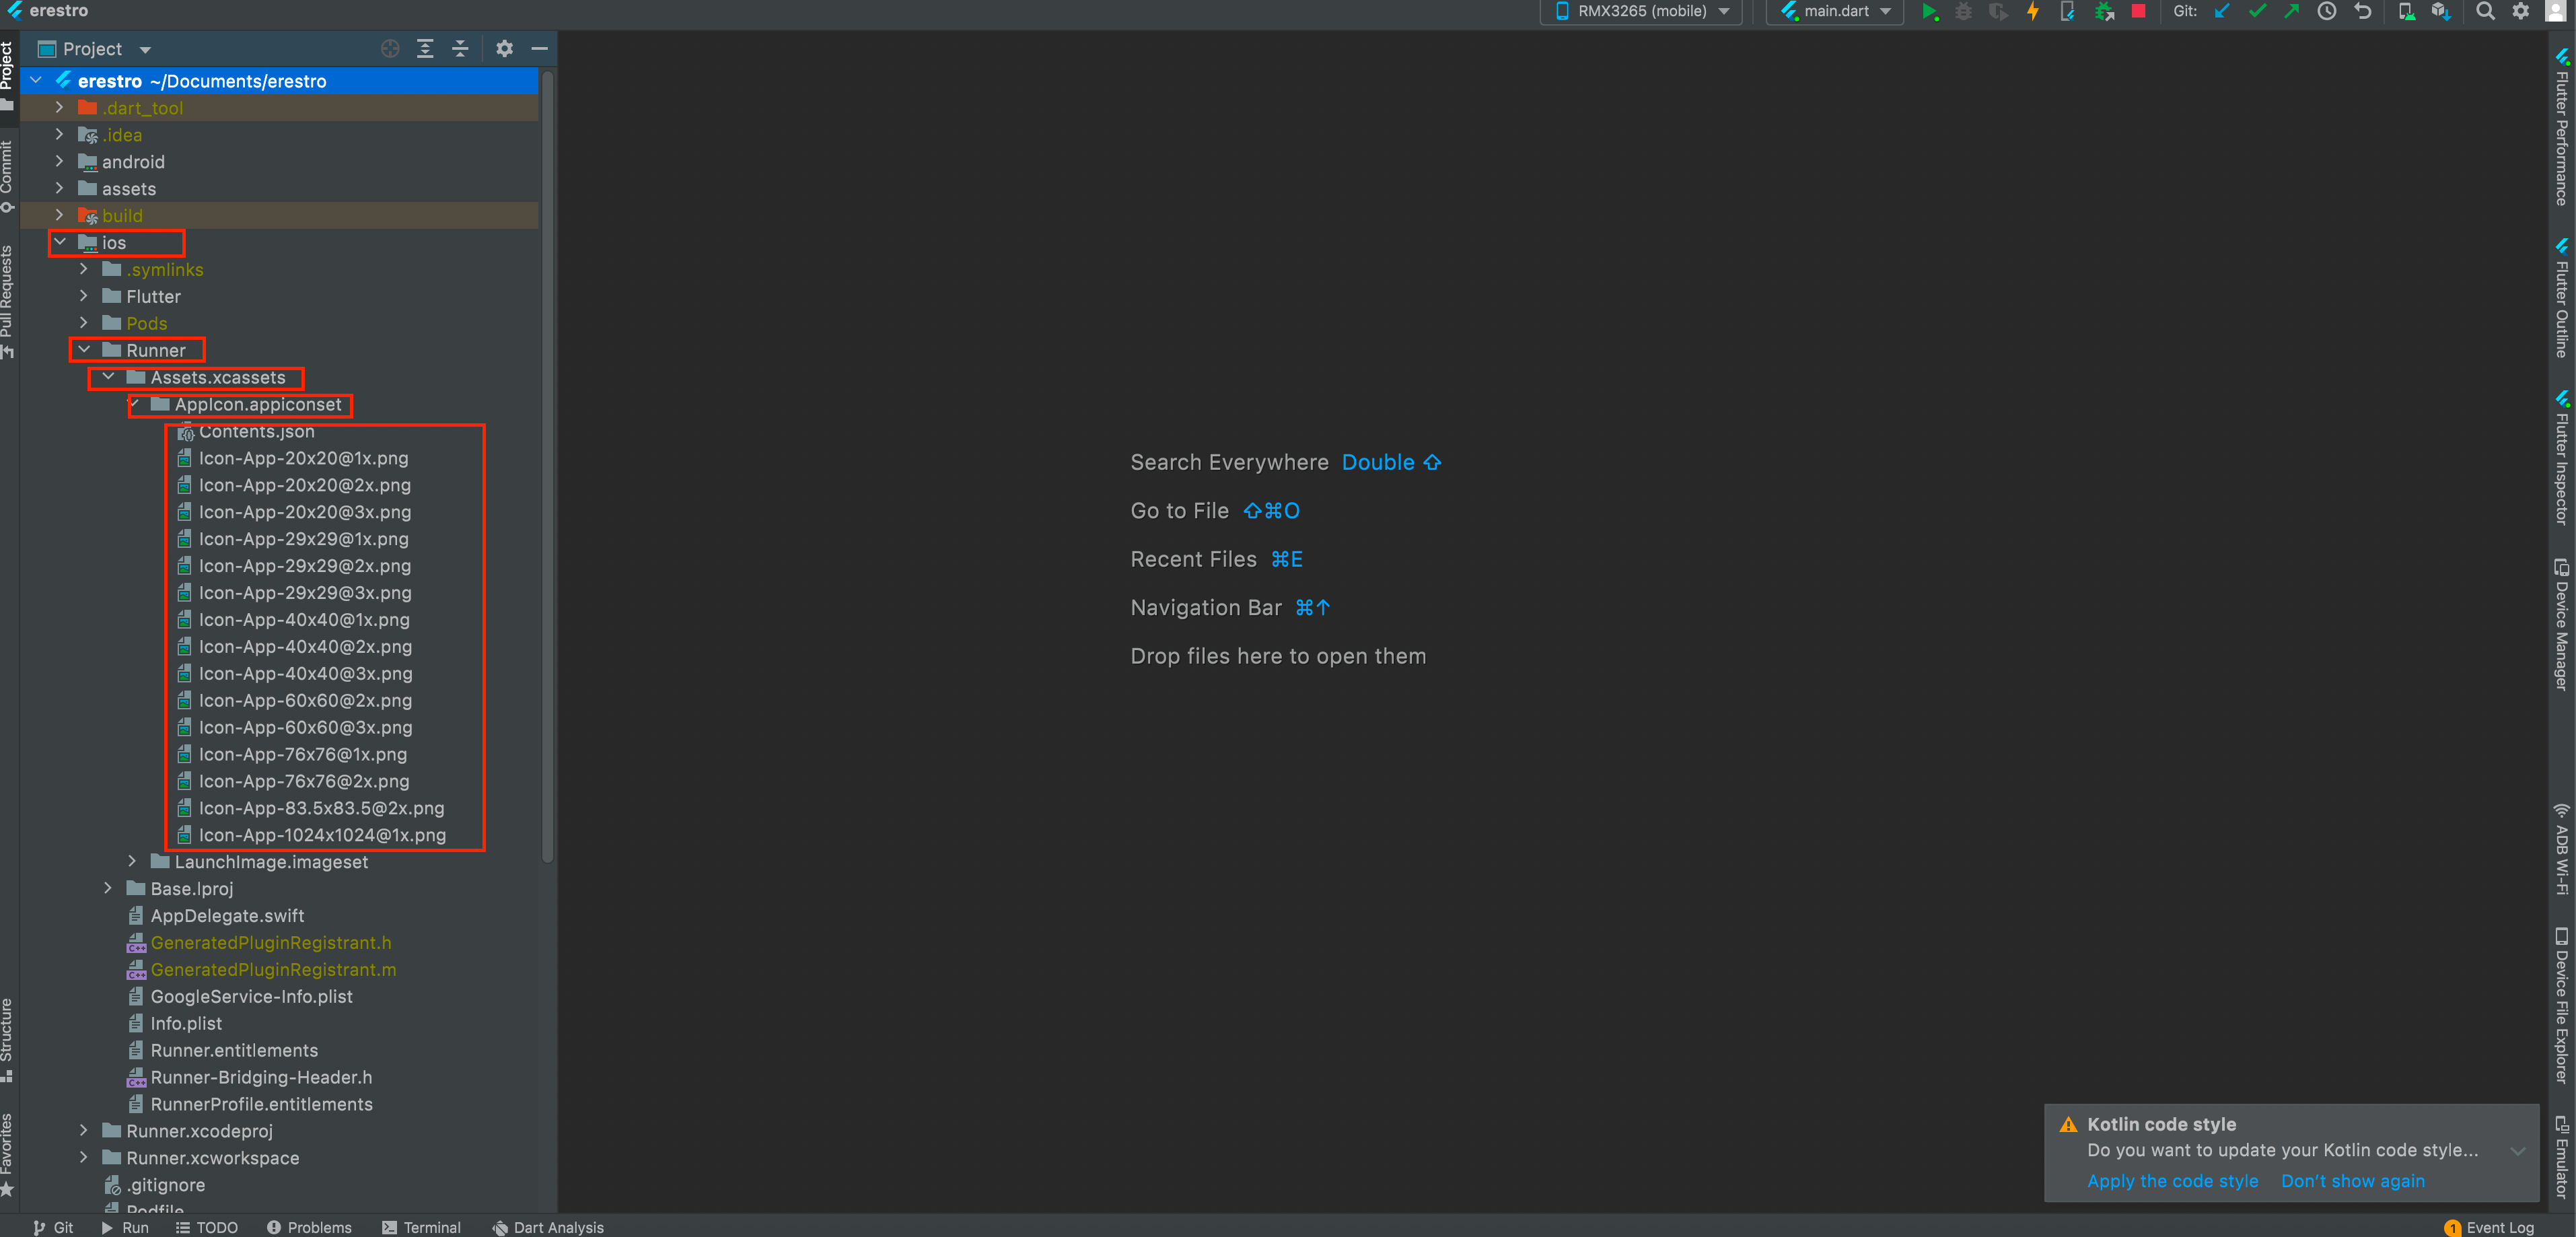 erestro
RMX3265 (mobile)
main.dart
Git:
Project
erestro ~/Documents/erestro
.dart_tool
.idea
android
assets
build
ios
.symlinks
Flutter
Pods
Runner
Assets.xcassets
AppIcon.appiconset
Contents.json
Icon-App-20x20@1x.png
Icon-App-20x20@2x.png
Icon-App-20x20@3x.png
Icon-App-29x29@1x.png
Icon-App-29x29@2x.png
Icon-App-29x29@3x.png
Icon-App-40x40@1x.png
Icon-App-40x40@2x.png
Icon-App-40x40@3x.png
Icon-App-60x60@2x.png
Icon-App-60x60@3x.png
Icon-App-76x76@1x.png
Icon-App-76x76@2x.png
Icon-App-83.5x83.5@2x.png
Icon-App-1024x1024@1x.png
LaunchImage.imageset
Base.lproj
AppDelegate.swift
GeneratedPluginRegistrant.h
GeneratedPluginRegistrant.m
GoogleService-Info.plist
Info.plist
Runner.entitlements
Runner-Bridging-Header.h
RunnerProfile.entitlements
Runner.xcodeproj
Runner.xcworkspace
.gitignore
Podfile
Project
Commit
Pull Requests
Structure
Favorites
Search Everywhere Double ⇧
Go to File ⇧⌘O
Recent Files ⌘E
Navigation Bar ⌘↑
Drop files here to open them
Flutter Performance
Flutter Outline
Flutter Inspector
Device Manager
ADB Wi-Fi
Device File Explorer
Emulator
Kotlin code style
Do you want to update your Kotlin code style...
Apply the code style Don't show again
Git
Run
TODO
Problems
Terminal
Dart Analysis
1 Event Log